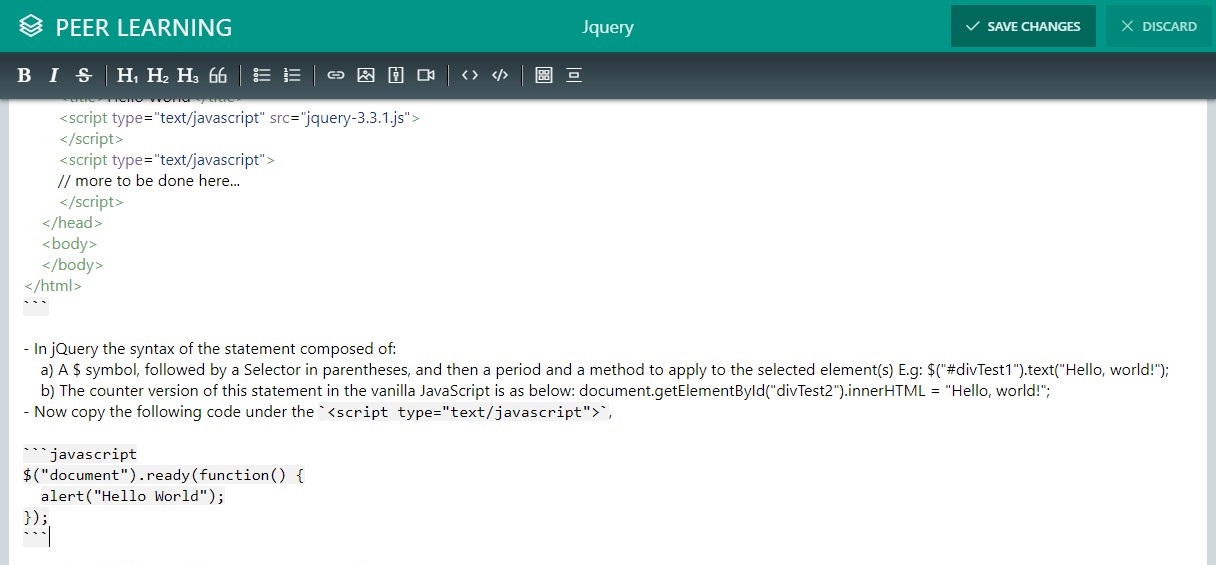 PEER LEARNING
Jquery
SAVE CHANGES
DISCARD
B I S H1 H2 H3
<title> Hello World </title>
<script type="text/javascript" src="jquery-3.3.1.js">
</script>
<script type="text/javascript">
// more to be done here...
</script>
</head>
<body>
</body>
</html>
```
- In jQuery the syntax of the statement composed of:
a) A $ symbol, followed by a Selector in parentheses, and then a period and a method to apply to the selected element(s) E.g: $("#divTest1").text("Hello, world!");
b) The counter version of this statement in the vanilla JavaScript is as below: document.getElementById("divTest2").innerHTML = "Hello, world!";
- Now copy the following code under the `<script type="text/javascript">`,
```javascript
$("document").ready(function() {
alert("Hello World");
});
```